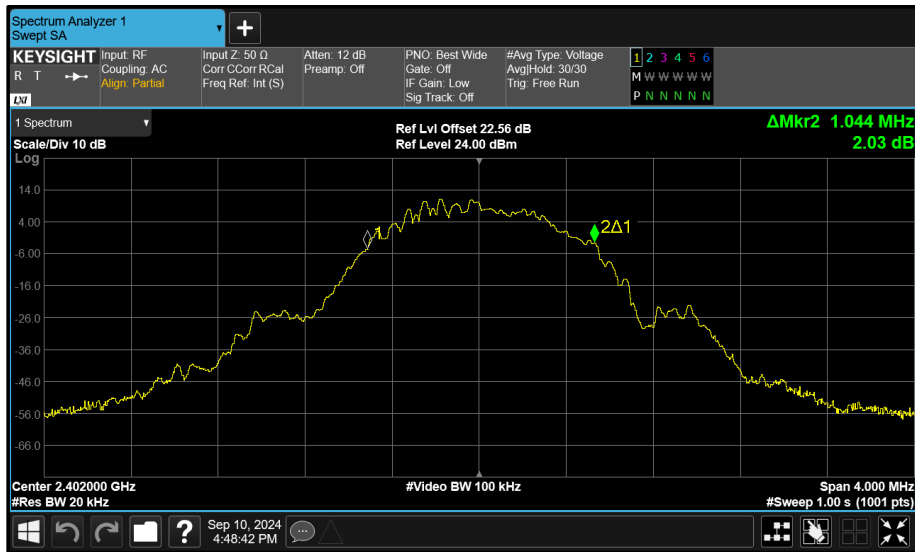 Spectrum Analyzer 1
Swept SA
KEYSIGHT
R T
LXI
Input: RF
Coupling: AC
Align: Partial
Input Z: 50 Ω
Corr CCorr RCal
Freq Ref: Int (S)
Atten: 12 dB
Preamp: Off
PNO: Best Wide
Gate: Off
IF Gain: Low
Sig Track: Off
#Avg Type: Voltage
Avg|Hold: 30/30
Trig: Free Run
1 2 3 4 5 6
M W W W W W
P N N N N N
1 Spectrum
Scale/Div 10 dB
Ref Lvl Offset 22.56 dB
Ref Level 24.00 dBm
ΔMkr2 1.044 MHz
2.03 dB
Log
14.0
4.00
-6.00
-16.0
-26.0
-36.0
-46.0
-56.0
-66.0
1
2Δ1
Center 2.402000 GHz
#Res BW 20 kHz
#Video BW 100 kHz
Span 4.000 MHz
#Sweep 1.00 s (1001 pts)
?
Sep 10, 2024
4:48:42 PM